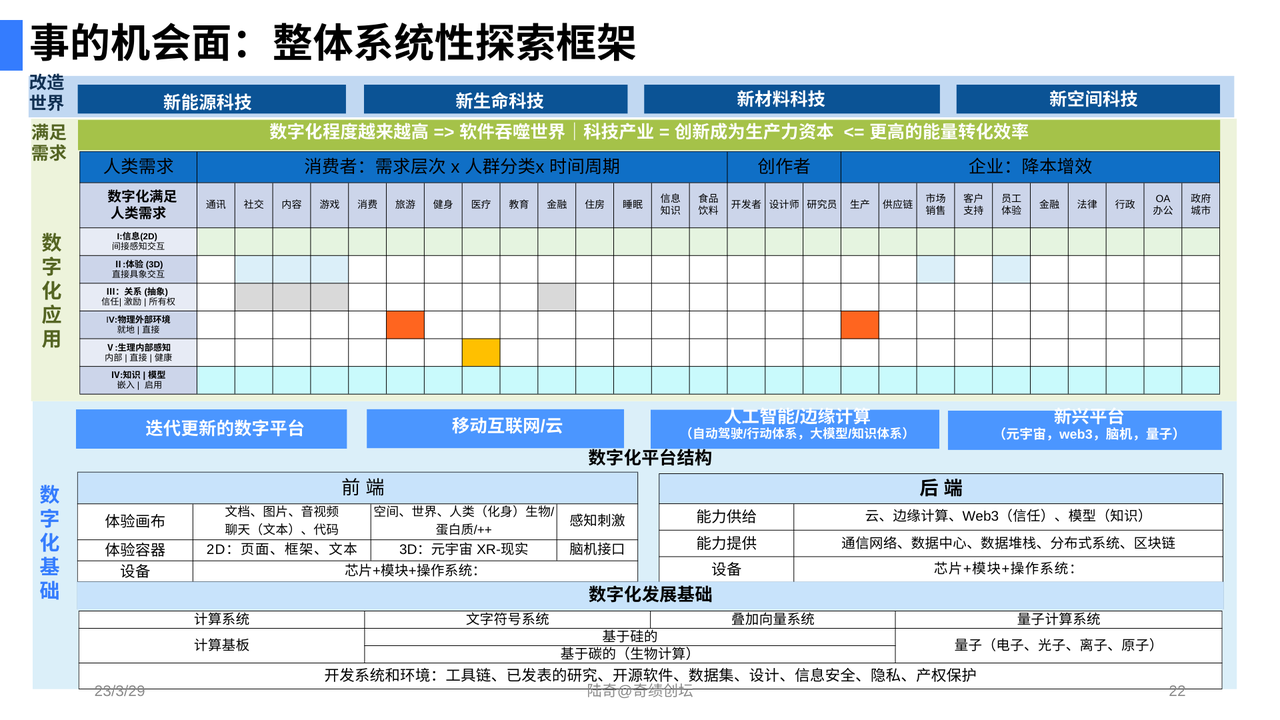 事的机会面：整体系统性探索框架
改造
世界
新能源科技
新生命科技
新材料科技
新空间科技
满足
需求
数字化程度越来越高 => 软件吞噬世界｜科技产业 = 创新成为生产力资本 <= 更高的能量转化效率
人类需求
消费者：需求层次 x 人群分类x 时间周期
创作者
企业：降本增效
数字化满足
人类需求
通讯
社交
内容
游戏
消费
旅游
健身
医疗
教育
金融
住房
睡眠
信息
知识
食品
饮料
开发者
设计师
研究员
生产
供应链
市场
销售
客户
支持
员工
体验
金融
法律
行政
OA
办公
政府
城市
数字化应用
I:信息(2D)
间接感知交互
II:体验 (3D)
直接具象交互
III：关系 (抽象)
信任| 激励 | 所有权
IV:物理外部环境
就地 | 直接
V:生理内部感知
内部 | 直接 | 健康
IV:知识 | 模型
嵌入 | 启用
数字化基础
迭代更新的数字平台
移动互联网/云
人工智能/边缘计算
（自动驾驶/行动体系，大模型/知识体系）
新兴平台
（元宇宙，web3，脑机，量子）
数字化平台结构
前 端
体验画布
文档、图片、音视频
聊天（文本）、代码
空间、世界、人类（化身）生物/
蛋白质/++
感知刺激
体验容器
2D：页面、框架、文本
3D：元宇宙 XR-现实
脑机接口
设备
芯片+模块+操作系统：
后 端
能力供给
云、边缘计算、Web3（信任）、模型（知识）
能力提供
通信网络、数据中心、数据堆栈、分布式系统、区块链
设备
芯片+模块+操作系统：
数字化发展基础
计算系统
文字符号系统
叠加向量系统
量子计算系统
计算基板
基于硅的
基于碳的（生物计算）
量子（电子、光子、离子、原子）
开发系统和环境：工具链、已发表的研究、开源软件、数据集、设计、信息安全、隐私、产权保护
23/3/29
陆奇@奇绩创坛
22